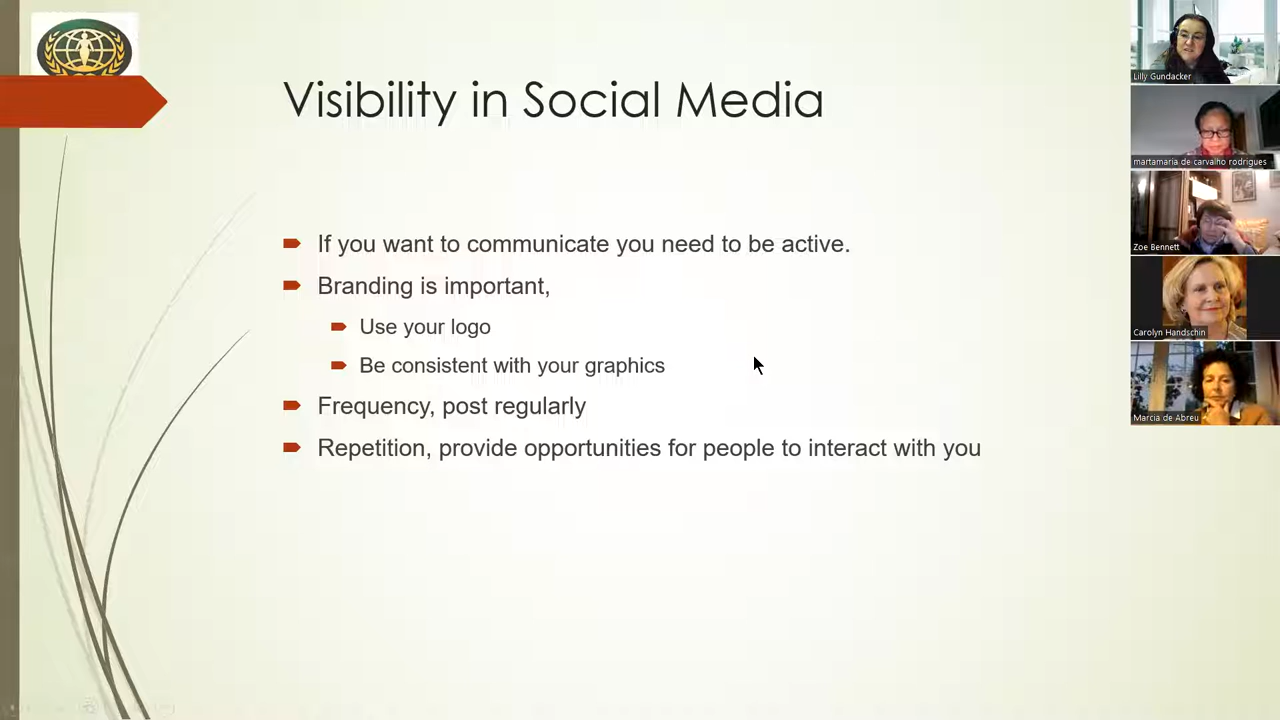 Visibility in Social Media
If you want to communicate you need to be active.
Branding is important,
Use your logo
Be consistent with your graphics
Frequency, post regularly
Repetition, provide opportunities for people to interact with you
Lilly Gundacker
martamaria de carvalho rodrigues
Zoe Bennett
Carolyn Handschin
Marcia de Abreu